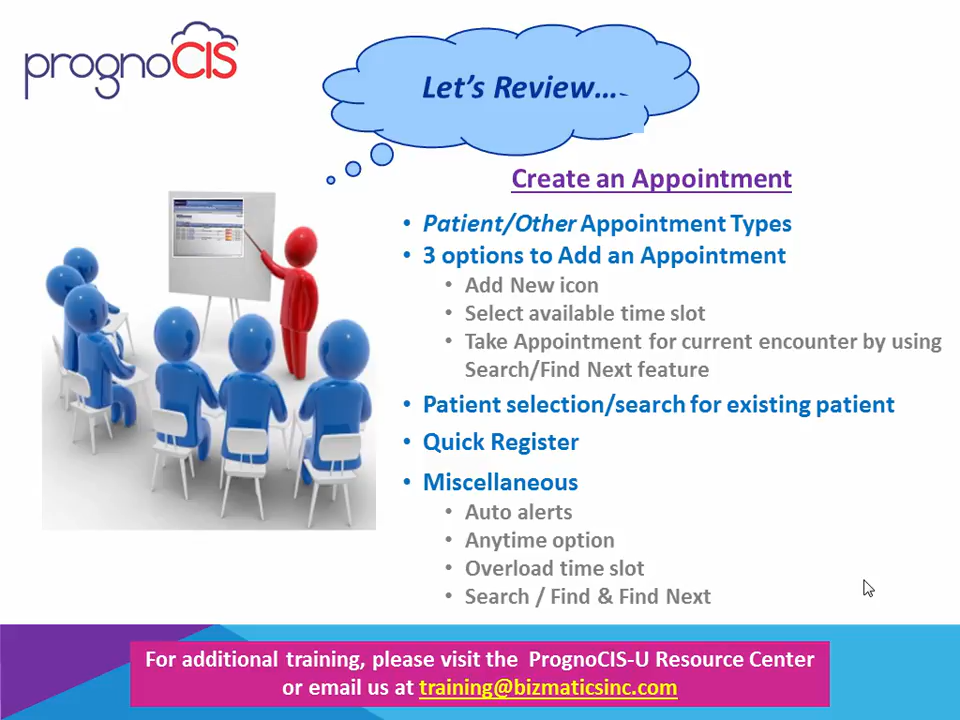 prognoCIS
Let's Review...
Create an Appointment
• Patient/Other Appointment Types
• 3 options to Add an Appointment
• Add New icon
• Select available time slot
• Take Appointment for current encounter by using
Search/Find Next feature
• Patient selection/search for existing patient
• Quick Register
• Miscellaneous
• Auto alerts
• Anytime option
• Overload time slot
• Search / Find & Find Next
For additional training, please visit the PrognoCIS-U Resource Center
or email us at training@bizmaticsinc.com